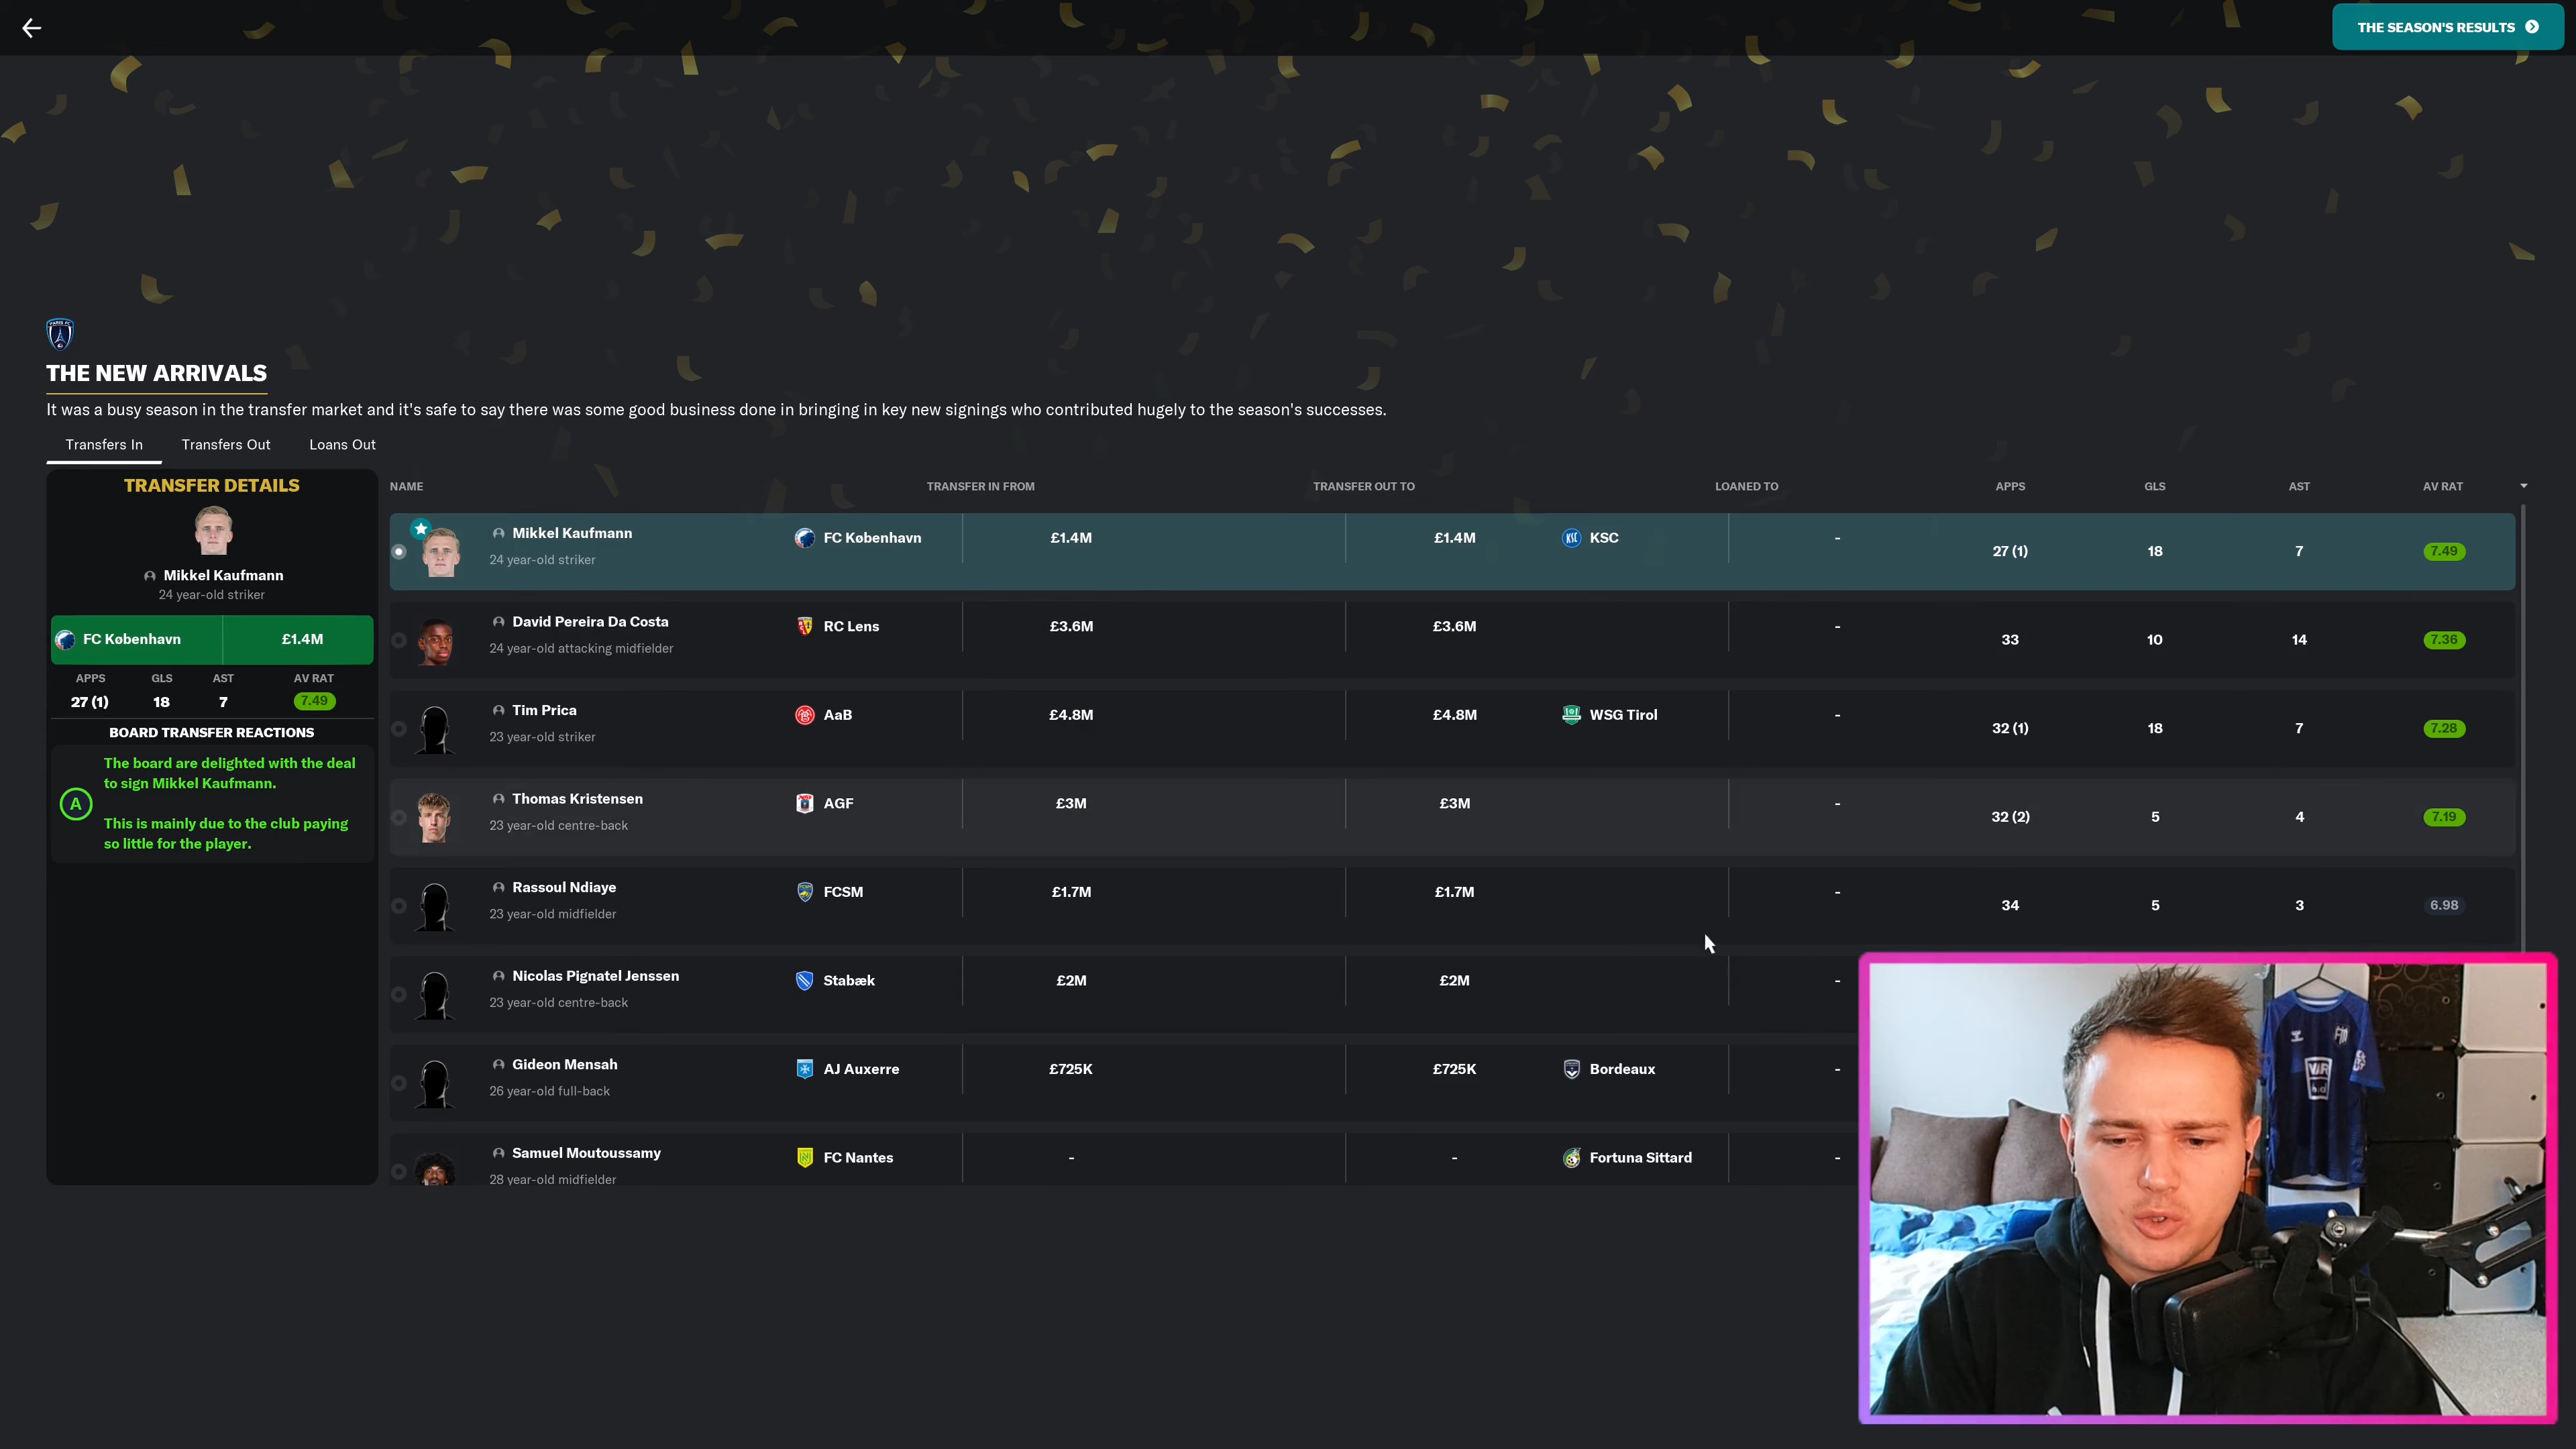 THE SEASON'S RESULTS
THE NEW ARRIVALS
It was a busy season in the transfer market and it's safe to say there was some good business done in bringing in key new signings who contributed hugely to the season's successes.
Transfers In Transfers Out Loans Out
TRANSFER DETAILS
Mikkel Kaufmann
24 year-old striker
FC København £1.4M
APPS GLS AST AV RAT
27 (1) 18 7 7.49
BOARD TRANSFER REACTIONS
A
The board are delighted with the deal
to sign Mikkel Kaufmann.
This is mainly due to the club paying
so little for the player.
NAME TRANSFER IN FROM TRANSFER OUT TO LOANED TO APPS GLS AST AV RAT
Mikkel Kaufmann FC København £1.4M £1.4M KSC - 27 (1) 18 7 7.49
24 year-old striker
David Pereira Da Costa RC Lens £3.6M £3.6M - 33 10 14 7.36
24 year-old attacking midfielder
Tim Prica AaB £4.8M £4.8M WSG Tirol - 32 (1) 18 7 7.28
23 year-old striker
Thomas Kristensen AGF £3M £3M - 32 (2) 5 4 7.19
23 year-old centre-back
Rassoul Ndiaye FCSM £1.7M £1.7M - 34 5 3 6.98
23 year-old midfielder
Nicolas Pignatel Jenssen Stabæk £2M £2M -
23 year-old centre-back
Gideon Mensah AJ Auxerre £725K £725K Bordeaux -
26 year-old full-back
Samuel Moutoussamy FC Nantes - - Fortuna Sittard -
28 year-old midfielder